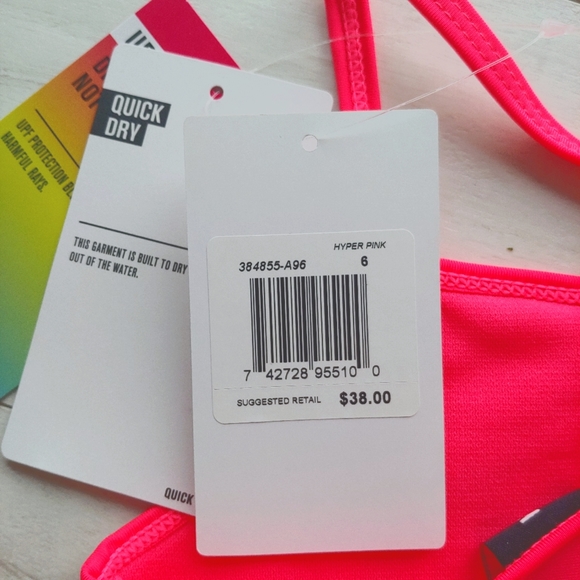 UPF PROTECTION
HARMFUL RAYS.
QUICK
DRY
THIS GARMENT IS BUILT TO DRY
OUT OF THE WATER.
QUICK
HYPER PINK
384855-A96 6
7 42728 95510 0
SUGGESTED RETAIL $38.00